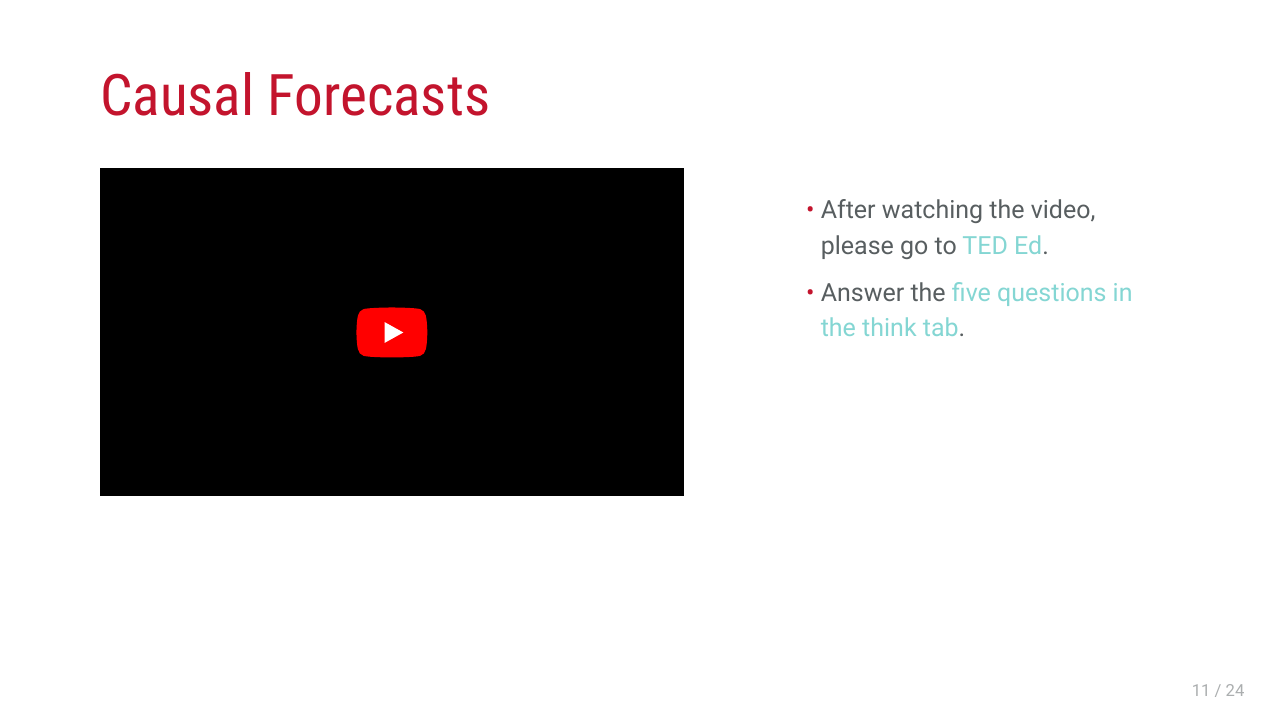 Causal Forecasts
• After watching the video,
please go to TED Ed.
• Answer the five questions in
the think tab.
11 / 24